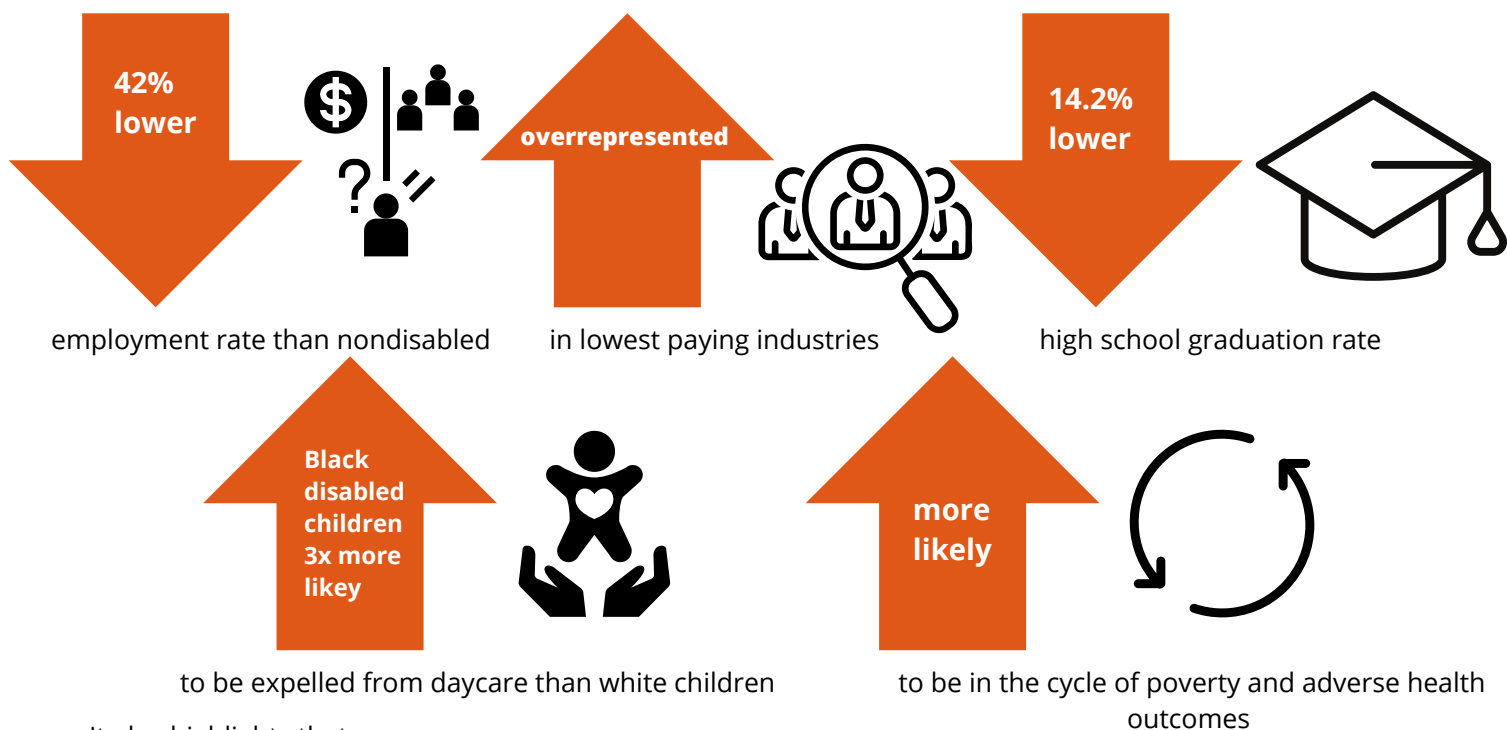 42%
lower
overrepresented
14.2%
lower
$
?
employment rate than nondisabled
in lowest paying industries
high school graduation rate
Black
disabled
children
3x more
likey
more
likely
to be expelled from daycare than white children
to be in the cycle of poverty and adverse health
outcomes